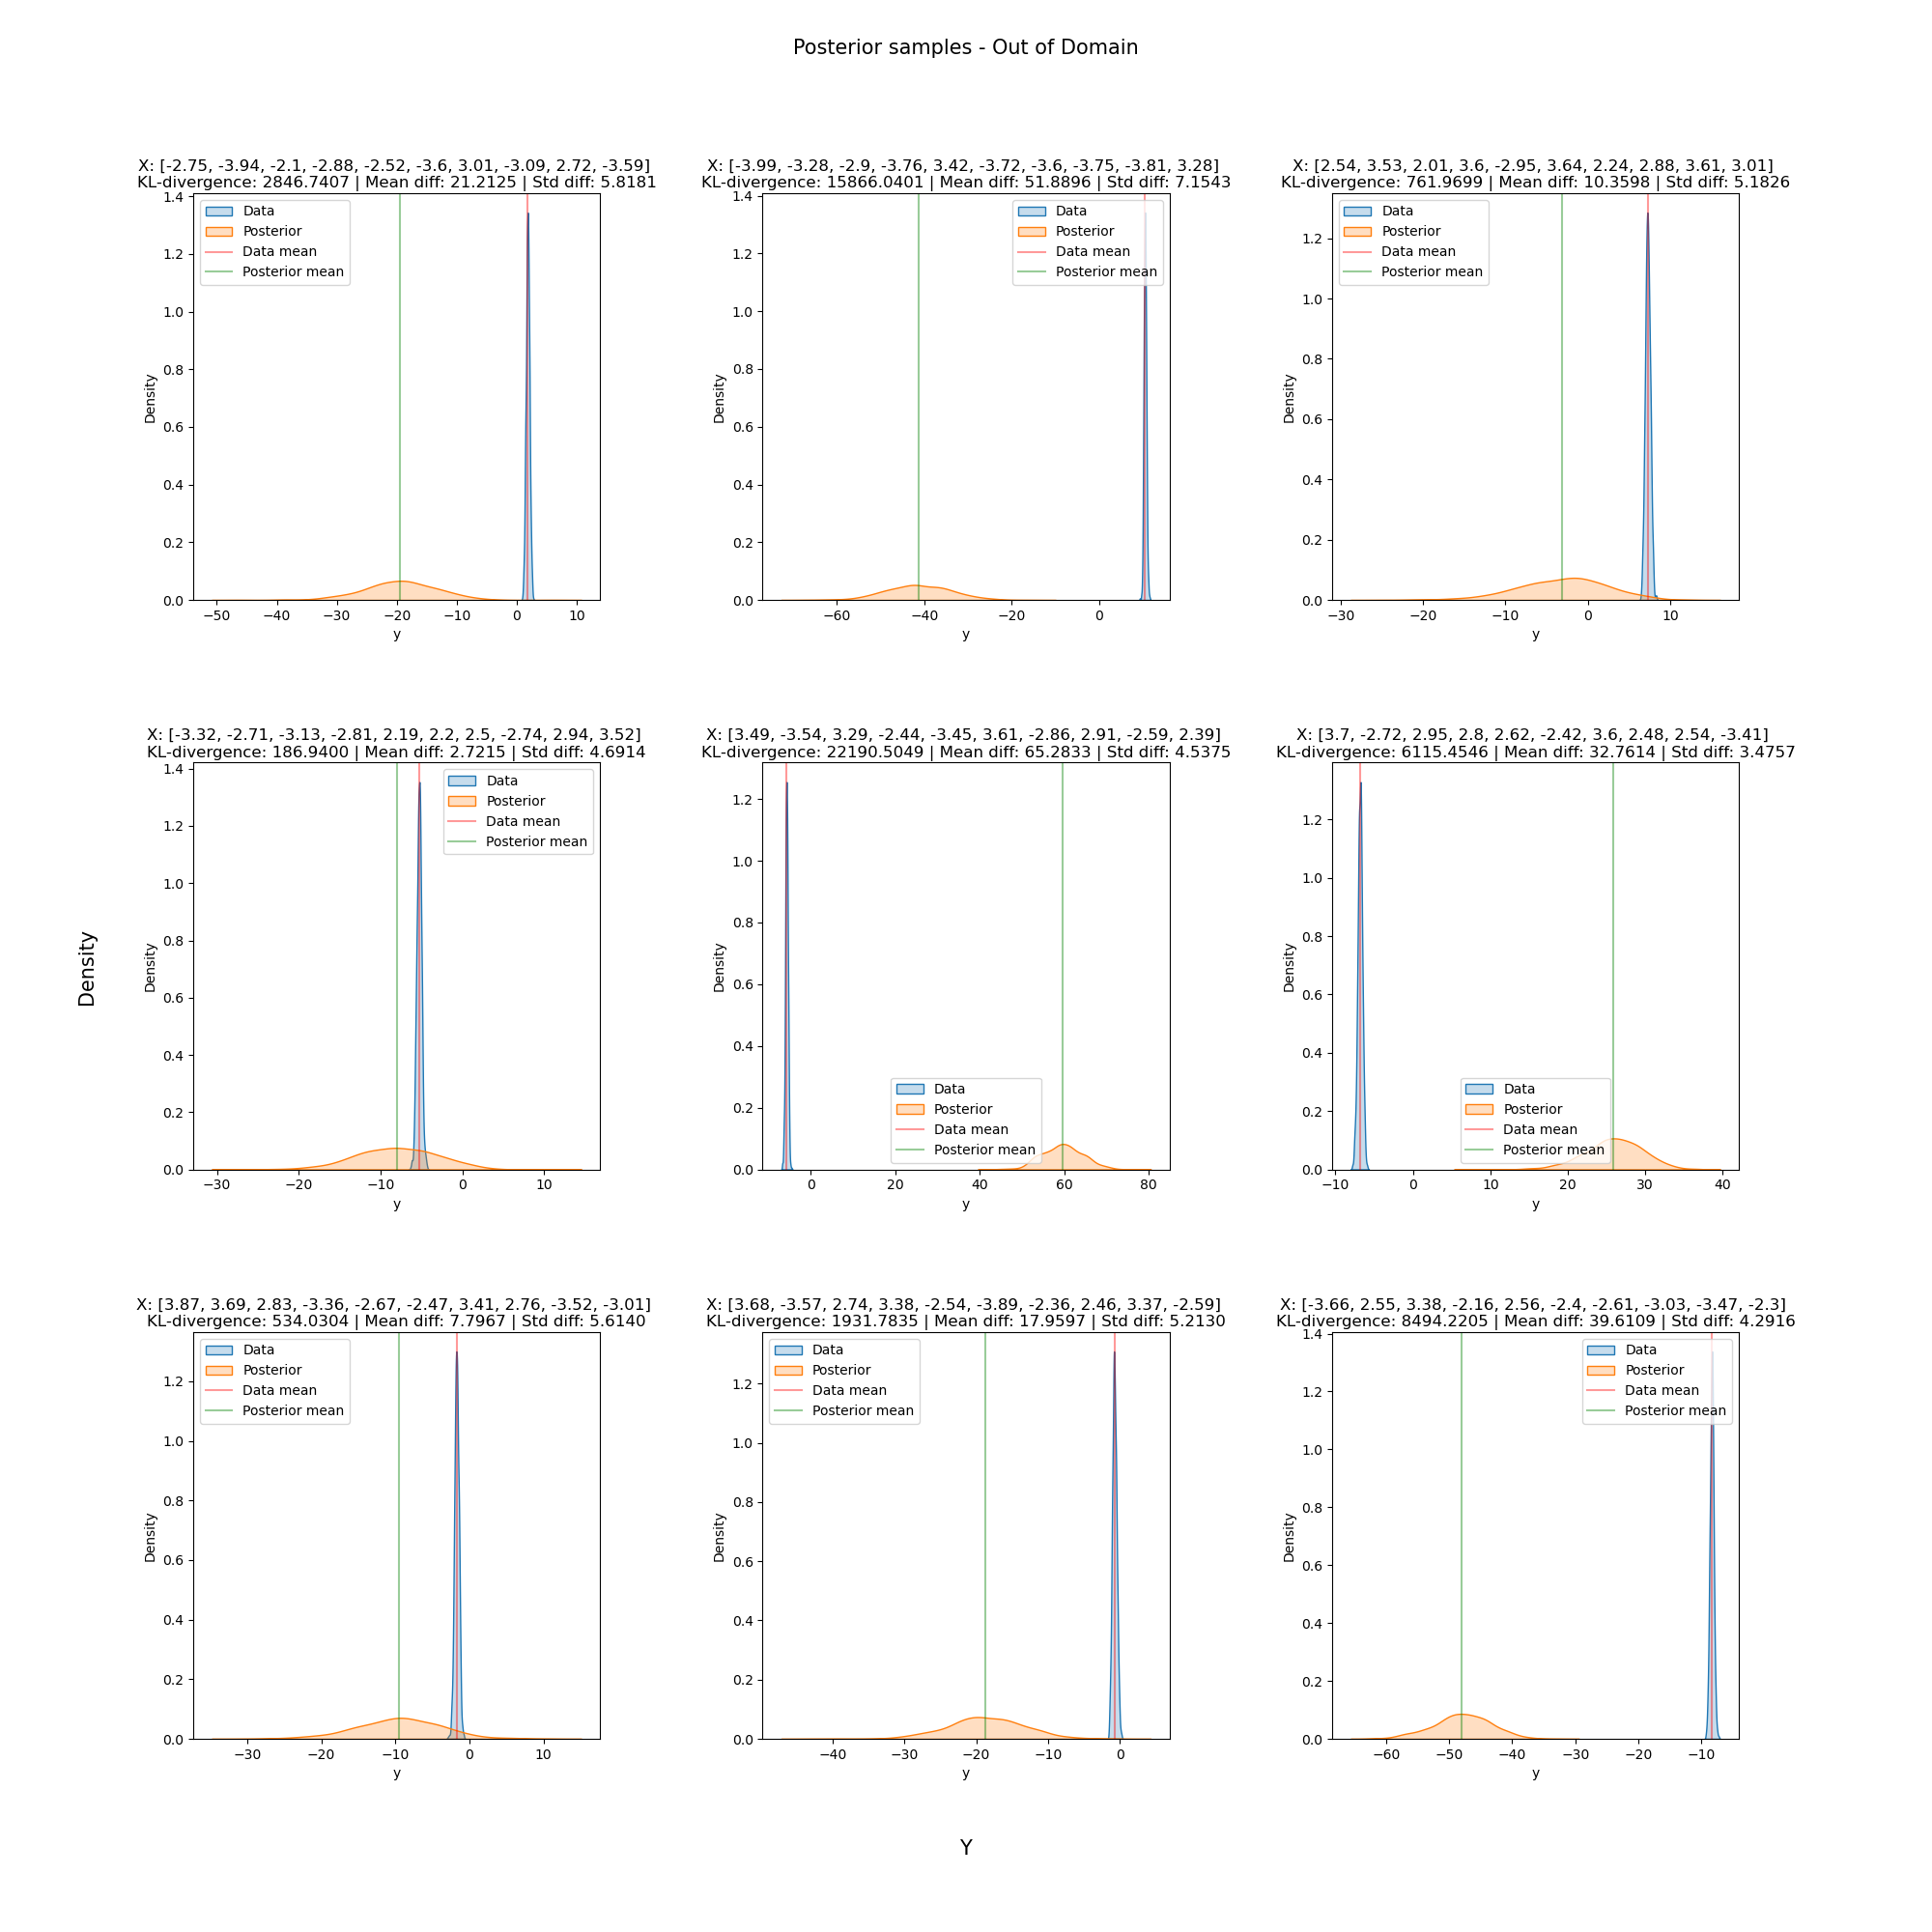 Posterior samples - Out of Domain
X: [-2.75, -3.94, -2.1, -2.88, -2.52, -3.6, 3.01, -3.09, 2.72, -3.59]
KL-divergence: 2846.7407 | Mean diff: 21.2125 | Std diff: 5.8181
Data
Posterior
Data mean
Posterior mean
1.4
1.2
1.0
0.8
0.6
0.4
0.2
0.0
Density
−50 −40 −30 −20 −10 0 10
y
X: [-3.99, -3.28, -2.9, -3.76, 3.42, -3.72, -3.6, -3.75, -3.81, 3.28]
KL-divergence: 15866.0401 | Mean diff: 51.8896 | Std diff: 7.1543
Data
Posterior
Data mean
Posterior mean
1.4
1.2
1.0
0.8
0.6
0.4
0.2
0.0
Density
−60 −40 −20 0
y
X: [2.54, 3.53, 2.01, 3.6, -2.95, 3.64, 2.24, 2.88, 3.61, 3.01]
KL-divergence: 761.9699 | Mean diff: 10.3598 | Std diff: 5.1826
Data
Posterior
Data mean
Posterior mean
1.2
1.0
0.8
0.6
0.4
0.2
0.0
Density
−30 −20 −10 0 10
y
Density
X: [-3.32, -2.71, -3.13, -2.81, 2.19, 2.2, 2.5, -2.74, 2.94, 3.52]
KL-divergence: 186.9400 | Mean diff: 2.7215 | Std diff: 4.6914
Data
Posterior
Data mean
Posterior mean
1.4
1.2
1.0
0.8
0.6
0.4
0.2
0.0
Density
−30 −20 −10 0 10
y
X: [3.49, -3.54, 3.29, -2.44, -3.45, 3.61, -2.86, 2.91, -2.59, 2.39]
KL-divergence: 22190.5049 | Mean diff: 65.2833 | Std diff: 4.5375
1.2
1.0
0.8
0.6
0.4
0.2
0.0
Density
Data
Posterior
Data mean
Posterior mean
0 20 40 60 80
y
X: [3.7, -2.72, 2.95, 2.8, 2.62, -2.42, 3.6, 2.48, 2.54, -3.41]
KL-divergence: 6115.4546 | Mean diff: 32.7614 | Std diff: 3.4757
1.2
1.0
0.8
0.6
0.4
0.2
0.0
Density
Data
Posterior
Data mean
Posterior mean
−10 0 10 20 30 40
y
X: [3.87, 3.69, 2.83, -3.36, -2.67, -2.47, 3.41, 2.76, -3.52, -3.01]
KL-divergence: 534.0304 | Mean diff: 7.7967 | Std diff: 5.6140
Data
Posterior
Data mean
Posterior mean
1.2
1.0
0.8
0.6
0.4
0.2
0.0
Density
−30 −20 −10 0 10
y
X: [3.68, -3.57, 2.74, 3.38, -2.54, -3.89, -2.36, 2.46, 3.37, -2.59]
KL-divergence: 1931.7835 | Mean diff: 17.9597 | Std diff: 5.2130
Data
Posterior
Data mean
Posterior mean
1.2
1.0
0.8
0.6
0.4
0.2
0.0
Density
−40 −30 −20 −10 0
y
X: [-3.66, 2.55, 3.38, -2.16, 2.56, -2.4, -2.61, -3.03, -3.47, -2.3]
KL-divergence: 8494.2205 | Mean diff: 39.6109 | Std diff: 4.2916
Data
Posterior
Data mean
Posterior mean
1.4
1.2
1.0
0.8
0.6
0.4
0.2
0.0
Density
−60 −50 −40 −30 −20 −10
y
Y